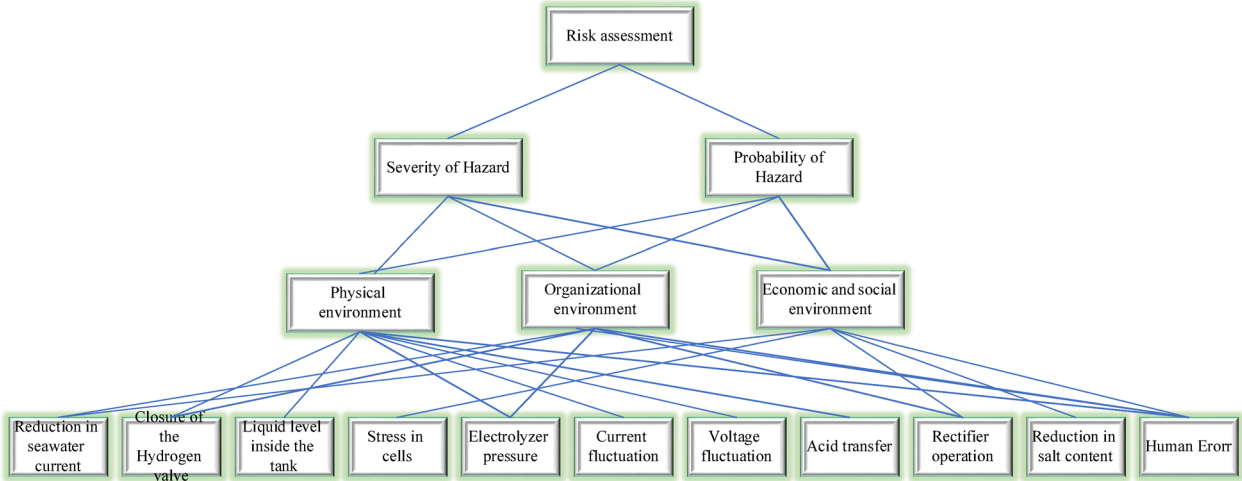 Risk assessment
Severity of Hazard
Probability of
Hazard
Physical
environment
Organizational
environment
Economic and social
environment
Reduction in
seawater
current
Closure of
the
Hydrogen
valve
Liquid level
inside the
tank
Stress in
cells
Electrolyzer
pressure
Current
fluctuation
Voltage
fluctuation
Acid transfer
Rectifier
operation
Reduction in
salt content
Human Erorr